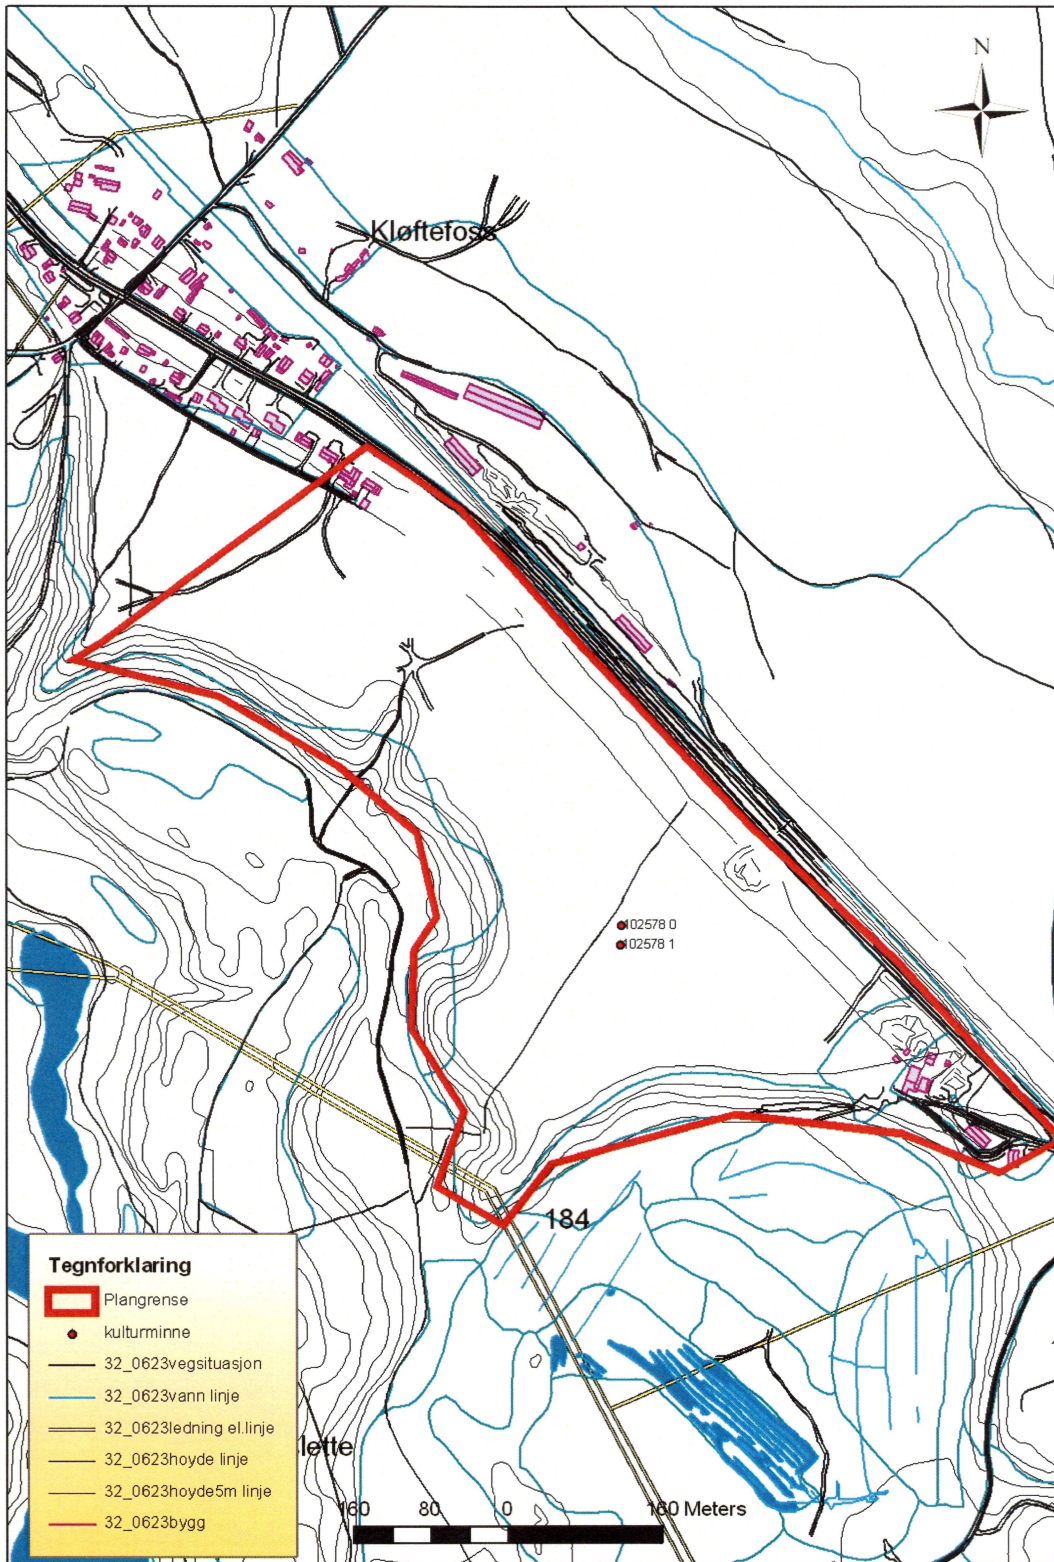 N
Kløftefoss
102578 0
102578 1
184
Tegnforklaring
Plangrense
kulturminne
32_0623vegsituasjon
32_0623vann linje
32_0623ledning el.linje
32_0623hoyde linje
32_0623hoyde5m linje
32_0623bygg
lette
160 80 0 160 Meters